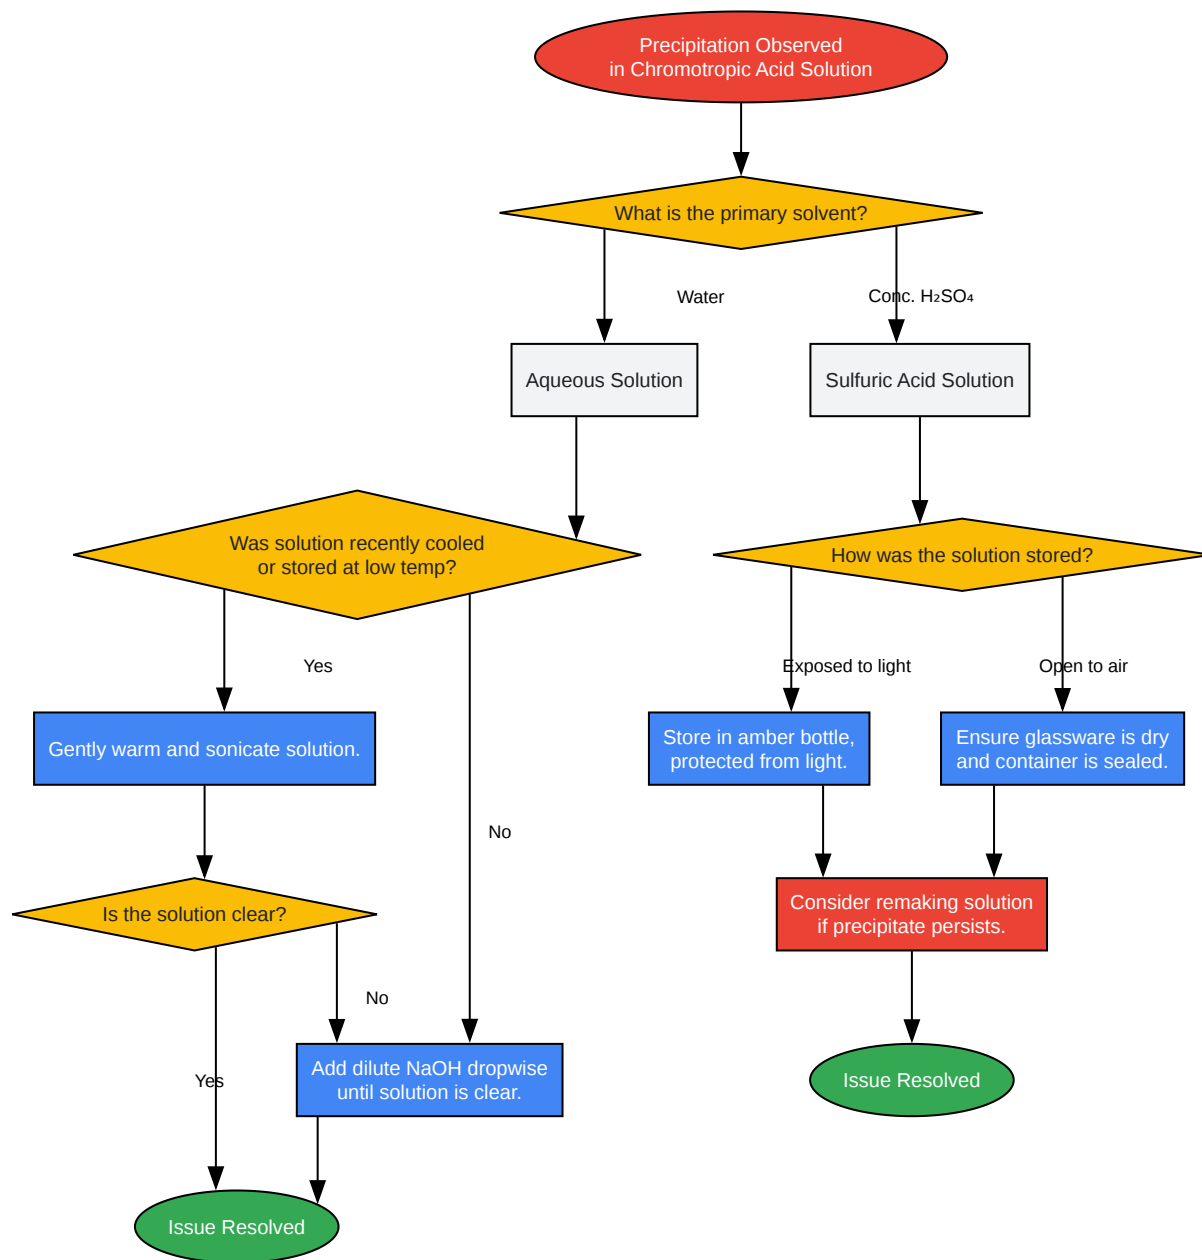 Precipitation Observed
in Chromotropic Acid Solution
What is the primary solvent?
Water
Conc. H₂SO₄
Aqueous Solution
Sulfuric Acid Solution
Was solution recently cooled
or stored at low temp?
How was the solution stored?
Yes
Exposed to light
Open to air
Gently warm and sonicate solution.
Store in amber bottle,
protected from light.
Ensure glassware is dry
and container is sealed.
No
Is the solution clear?
Consider remaking solution
if precipitate persists.
No
Yes
Add dilute NaOH dropwise
until solution is clear.
Issue Resolved
Issue Resolved